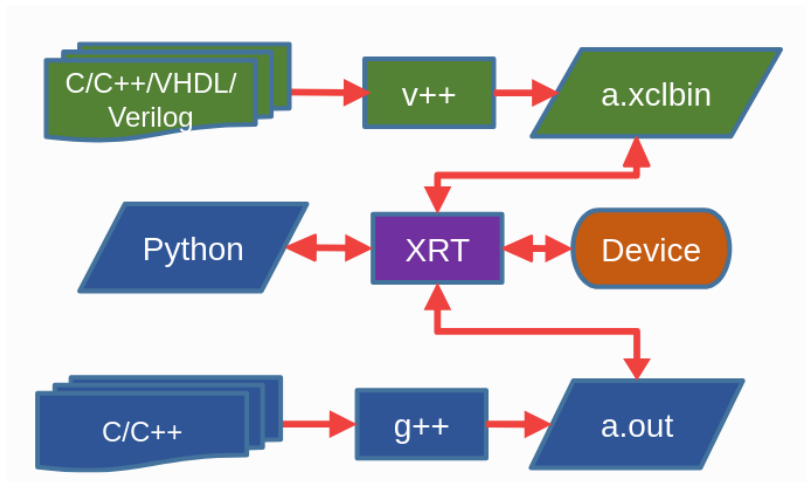 C/C++/VHDL/
Verilog
v++
a.xclbin
Python
XRT
Device
C/C++
g++
a.out